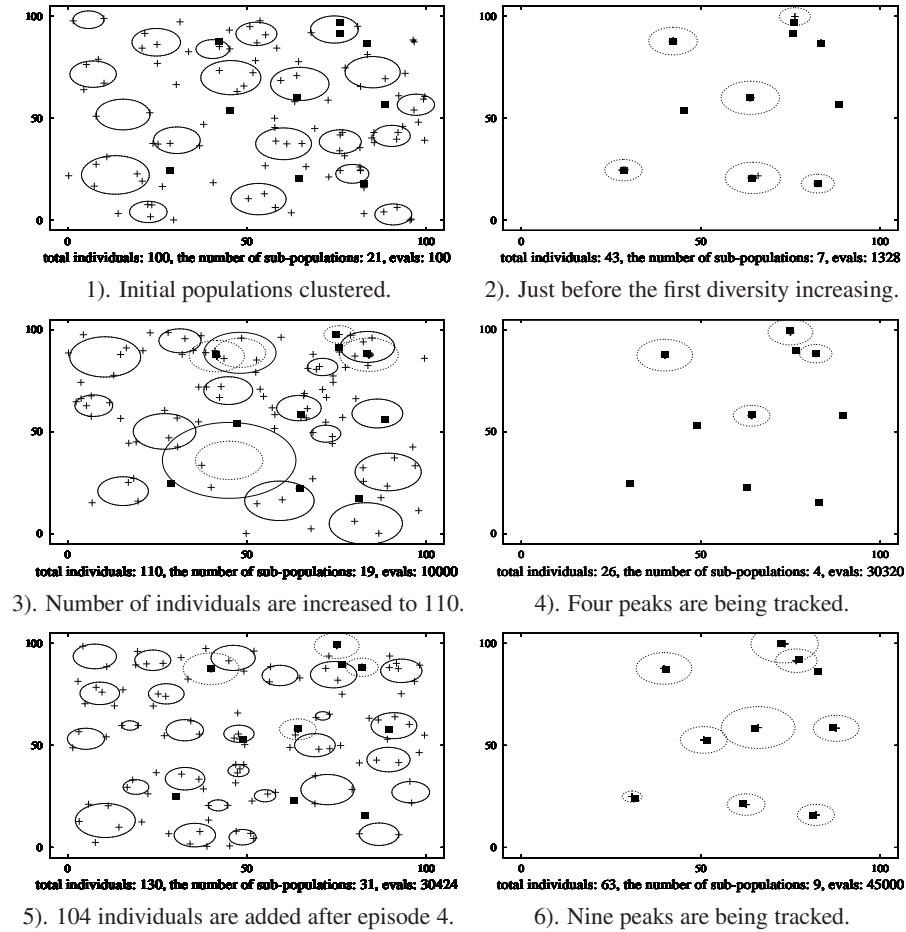 100
50
0
0 50 100
total individuals: 100, the number of sub-populations: 21, evals: 100
1). Initial populations clustered.
100
50
0
0 50 100
total individuals: 43, the number of sub-populations: 7, evals: 1328
2). Just before the first diversity increasing.
100
50
0
0 50 100
total individuals: 110, the number of sub-populations: 19, evals: 10000
3). Number of individuals are increased to 110.
100
50
0
0 50 100
total individuals: 26, the number of sub-populations: 4, evals: 30320
4). Four peaks are being tracked.
100
50
0
0 50 100
total individuals: 130, the number of sub-populations: 31, evals: 30424
5). 104 individuals are added after episode 4.
100
50
0
0 50 100
total individuals: 63, the number of sub-populations: 9, evals: 45000
6). Nine peaks are being tracked.